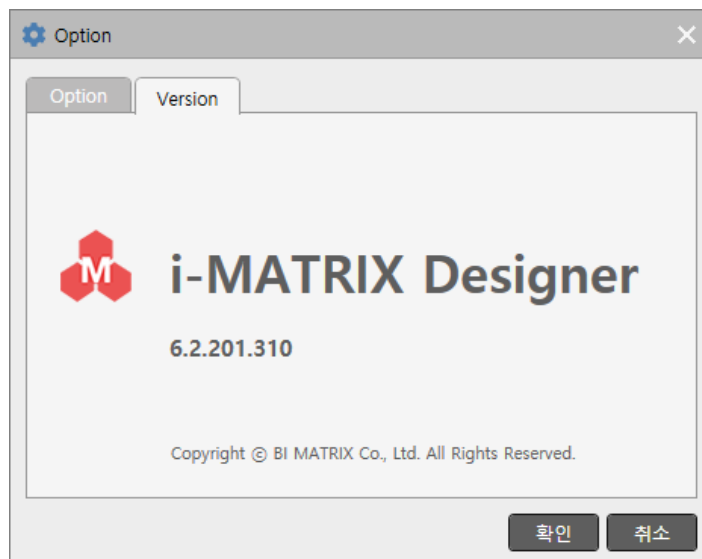 Option
Option
Version
M
i-MATRIX Designer
6.2.201.310
Copyright ⓒ BI MATRIX Co., Ltd. All Rights Reserved.
확인
취소